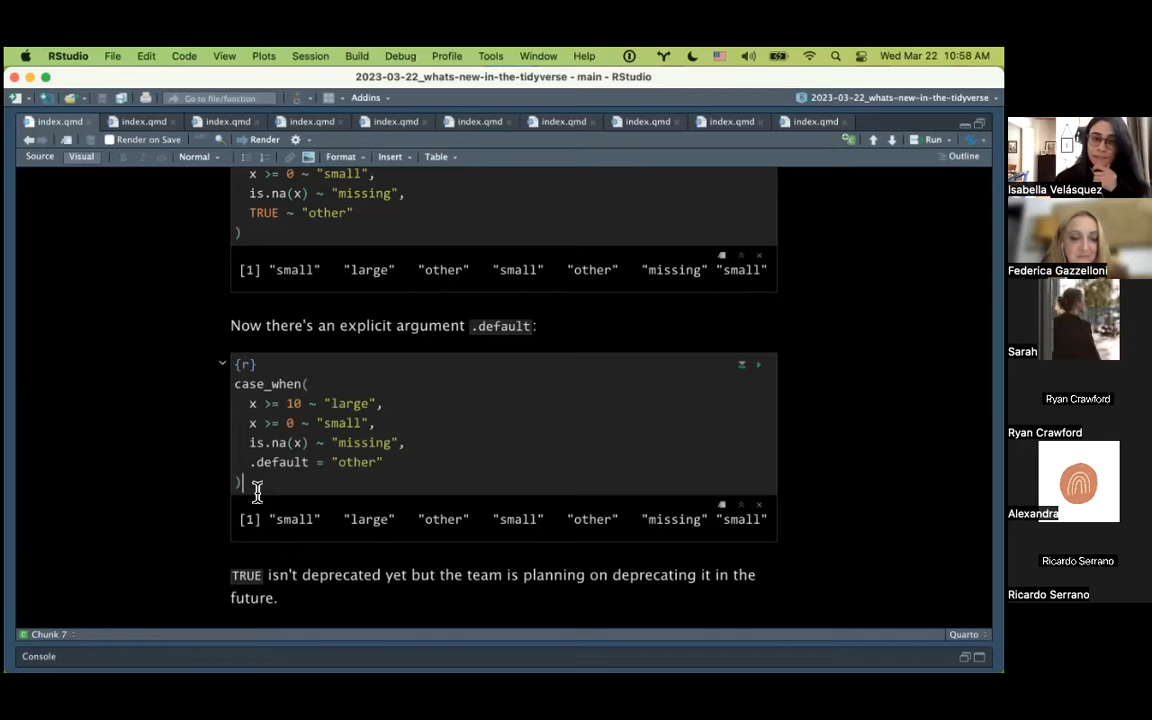 RStudio File Edit Code View Plots Session Build Debug Profile Tools Window Help Wed Mar 22 10:58 AM
2023-03-22_whats-new-in-the-tidyverse - main - RStudio
Go to file/function Addins 2023-03-22_whats-new-in-the-tidyverse
index.qmd index.qmd index.qmd index.qmd index.qmd index.qmd index.qmd index.qmd index.qmd index.qmd
Render on Save Render Run
Source Visual B I Normal Format Insert Table Outline
x >= 0 ~ "small",
is.na(x) ~ "missing",
TRUE ~ "other"
)
[1] "small" "large" "other" "small" "other" "missing" "small"
Now there's an explicit argument .default:
{r}
case_when(
x >= 10 ~ "large",
x >= 0 ~ "small",
is.na(x) ~ "missing",
.default = "other"
)
[1] "small" "large" "other" "small" "other" "missing" "small"
TRUE isn't deprecated yet but the team is planning on deprecating it in the
future.
Chunk 7 Quarto
Console
Isabella Velásquez
Federica Gazzelloni
Sarah
Ryan Crawford
Ryan Crawford
Alexandra
Ricardo Serrano
Ricardo Serrano